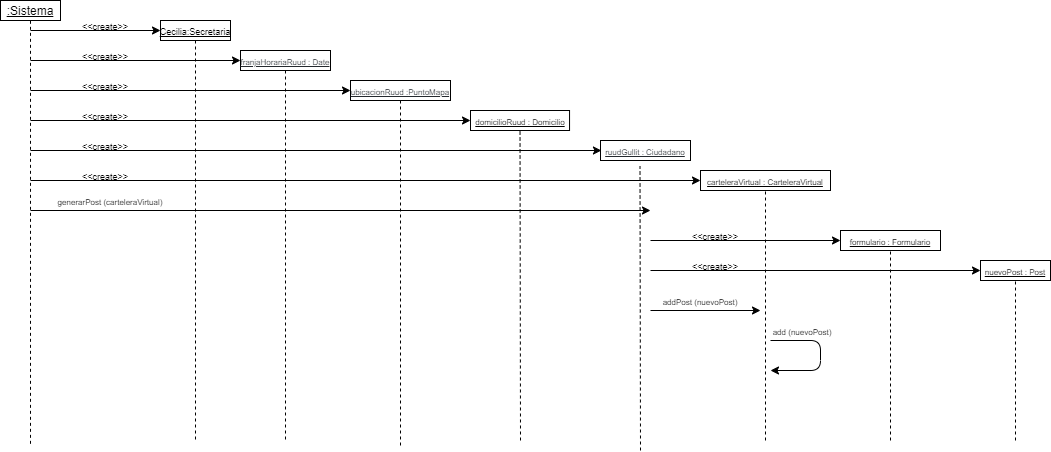 :Sistema
<<create>>
Cecilia:Secretaria
<<create>>
franjaHorariaRuud : Date
<<create>>
ubicacionRuud :PuntoMapa
<<create>>
domicilioRuud : Domicilio
<<create>>
ruudGullit : Ciudadano
<<create>>
carteleraVirtual : CarteleraVirtual
generarPost (carteleraVirtual)
<<create>>
formulario : Formulario
<<create>>
nuevoPost : Post
addPost (nuevoPost)
add (nuevoPost)